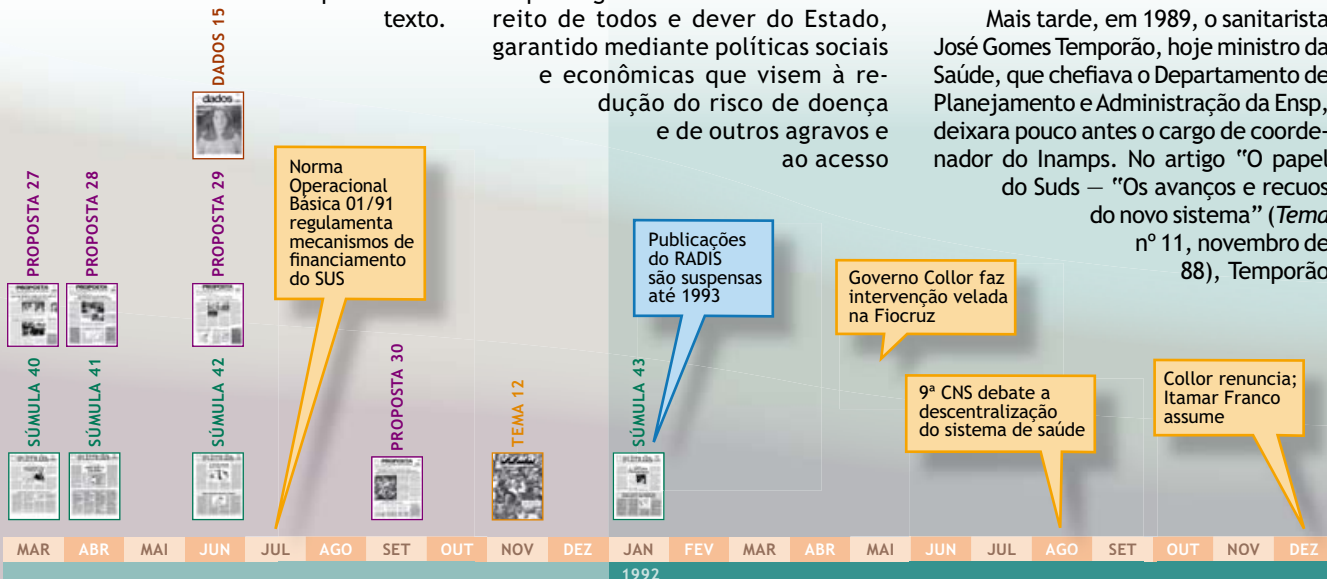 texto.
reito de todos e dever do Estado,
garantido mediante políticas sociais
e econômicas que visem à re-
dução do risco de doença
e de outros agravos e
ao acesso
Mais tarde, em 1989, o sanitarista
José Gomes Temporão, hoje ministro da
Saúde, que chefiava o Departamento de
Planejamento e Administração da Ensp,
deixara pouco antes o cargo de coorde-
nador do Inamps. No artigo “O papel
do Suds — “Os avanços e recuos
do novo sistema” (Tema
nº 11, novembro de
88), Temporão
DADOS 15
dados
PROPOSTA 27
PROPOSTA 28
PROPOSTA 29
PROPOSTA 30
SÚMULA 40
SÚMULA 41
SÚMULA 42
TEMA 12
SÚMULA 43
Norma
Operacional
Básica 01/91
regulamenta
mecanismos de
financiamento
do SUS
Publicações
do RADIS
são suspensas
até 1993
Governo Collor faz
intervenção velada
na Fiocruz
9ª CNS debate a
descentralização
do sistema de saúde
Collor renuncia;
Itamar Franco
assume
MAR ABR MAI JUN JUL AGO SET OUT NOV DEZ JAN FEV MAR ABR MAI JUN JUL AGO SET OUT NOV DEZ
1992